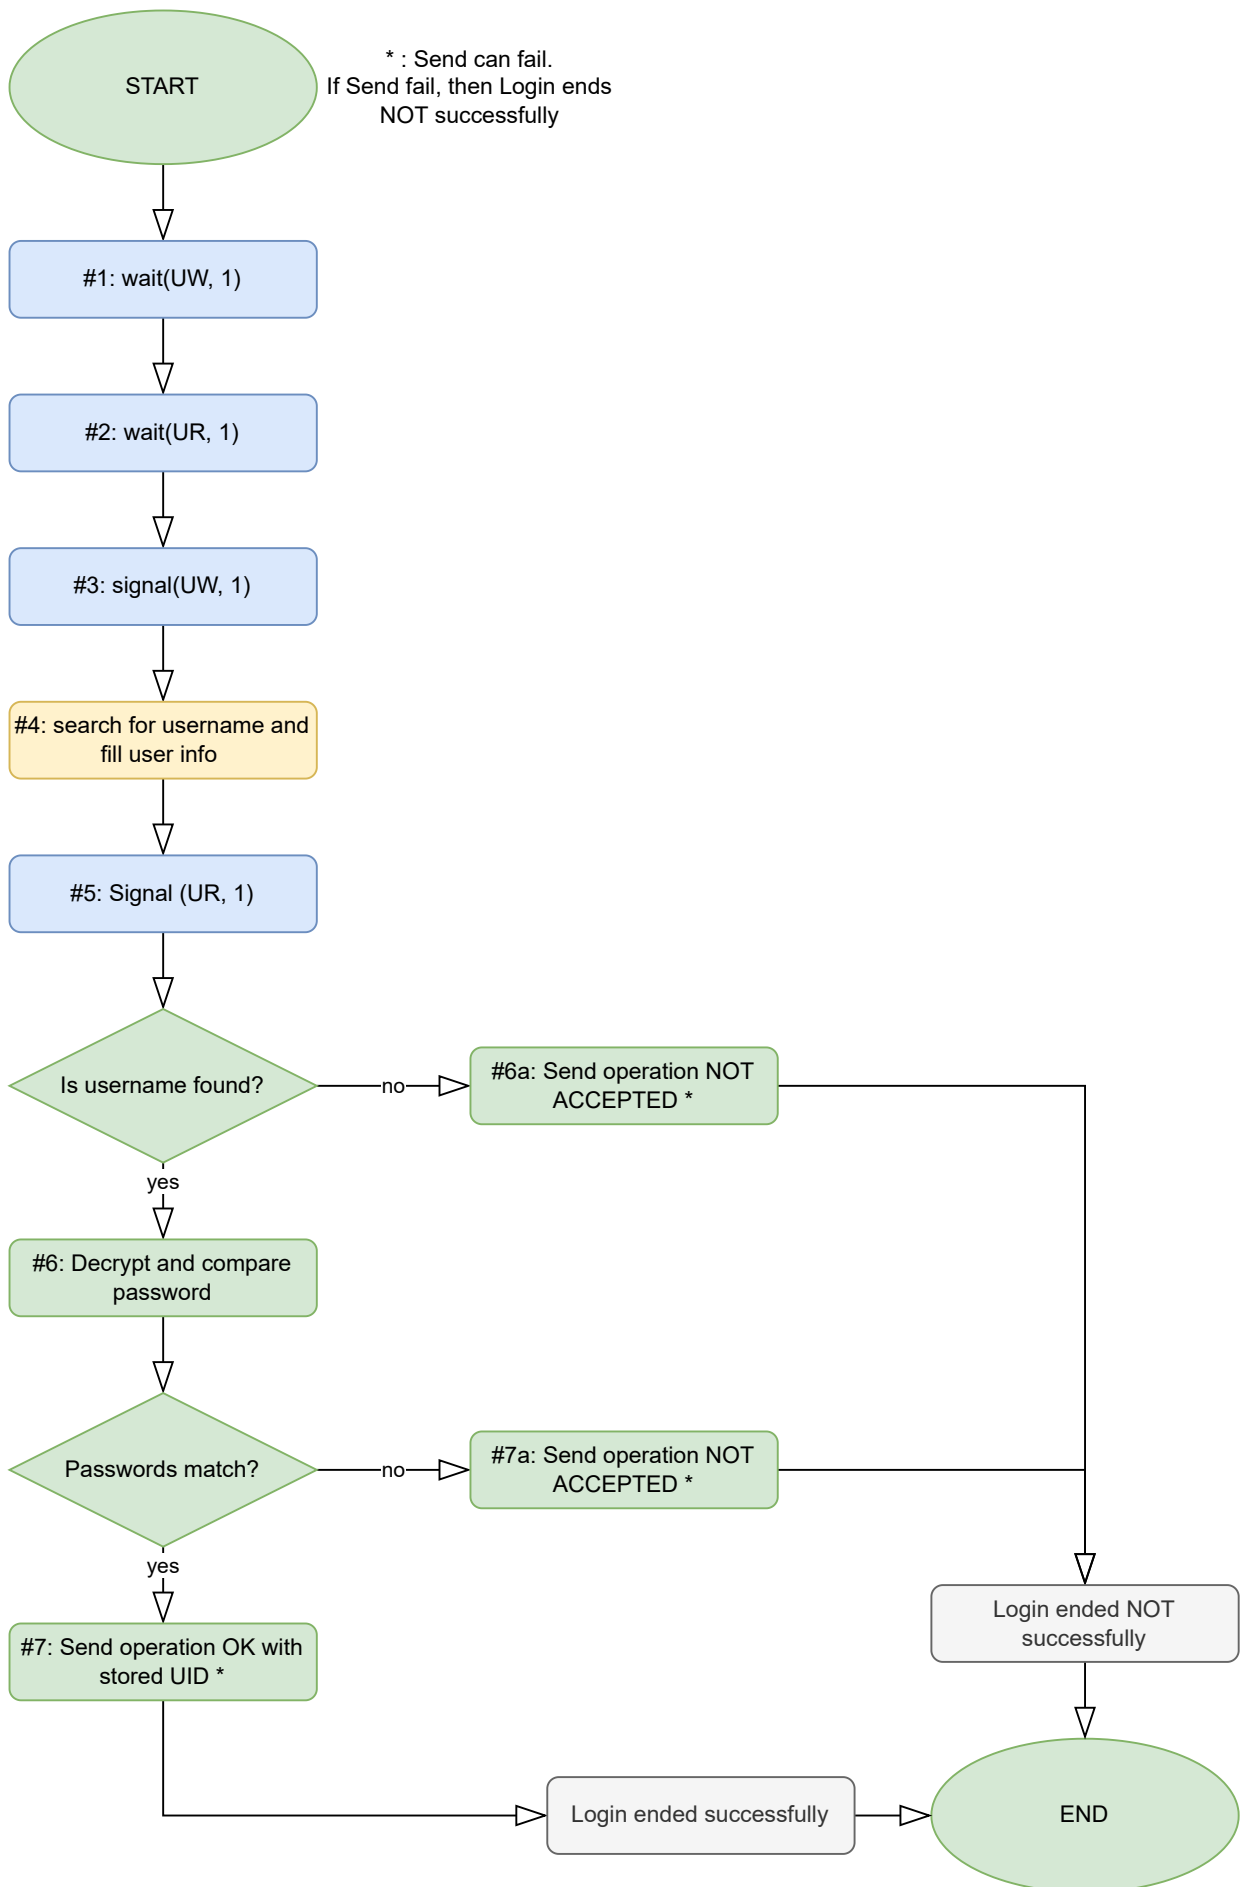 START
* : Send can fail.
If Send fail, then Login ends
NOT successfully
#1: wait(UW, 1)
#2: wait(UR, 1)
#3: signal(UW, 1)
#4: search for username and
fill user info
#5: Signal (UR, 1)
Is username found?
no
#6a: Send operation NOT
ACCEPTED *
yes
#6: Decrypt and compare
password
Passwords match?
no
#7a: Send operation NOT
ACCEPTED *
yes
#7: Send operation OK with
stored UID *
Login ended NOT
successfully
Login ended successfully
END